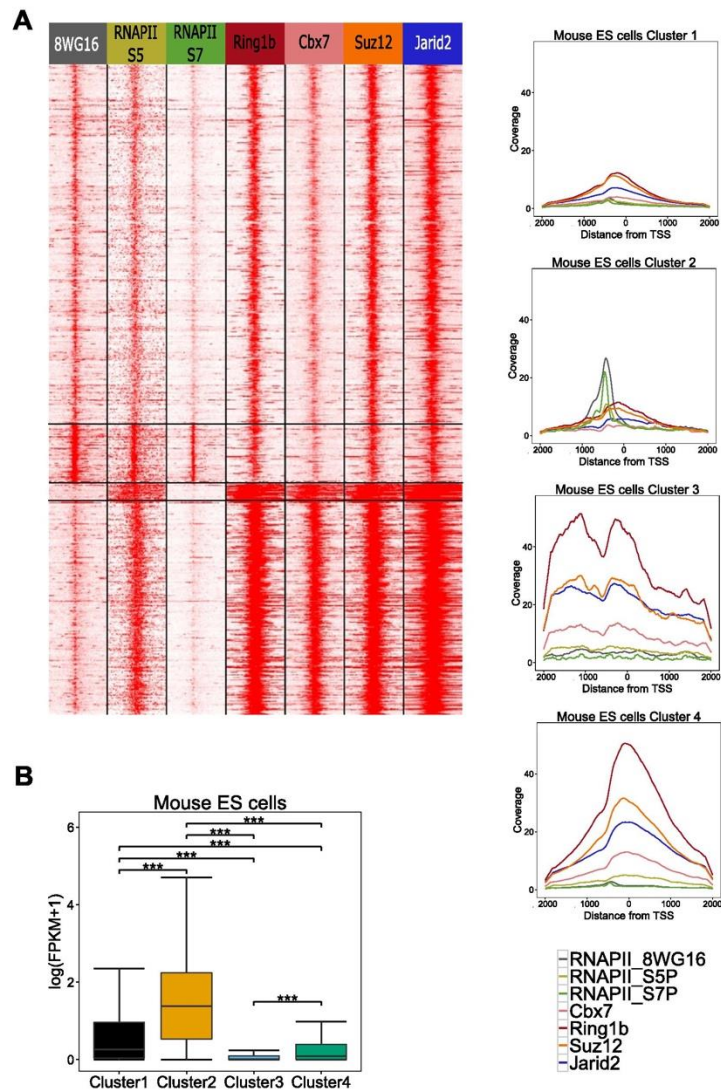 A
8WG16
RNAPII
S5
RNAPII
S7
Ring1b
Cbx7
Suz12
Jarid2
Mouse ES cells Cluster 1
Coverage
40
20
0
2000 1000 0 1000 2000
Distance from TSS
Mouse ES cells Cluster 2
Coverage
40
20
0
2000 1000 0 1000 2000
Distance from TSS
Mouse ES cells Cluster 3
Coverage
40
20
0
2000 1000 0 1000 2000
Distance from TSS
Mouse ES cells Cluster 4
Coverage
40
20
0
2000 1000 0 1000 2000
Distance from TSS
RNAPII_8WG16
RNAPII_S5P
RNAPII_S7P
Cbx7
Ring1b
Suz12
Jarid2
B
Mouse ES cells
log(FPKM+1)
6
4
2
0
***
***
***
***
***
***
Cluster1 Cluster2 Cluster3 Cluster4